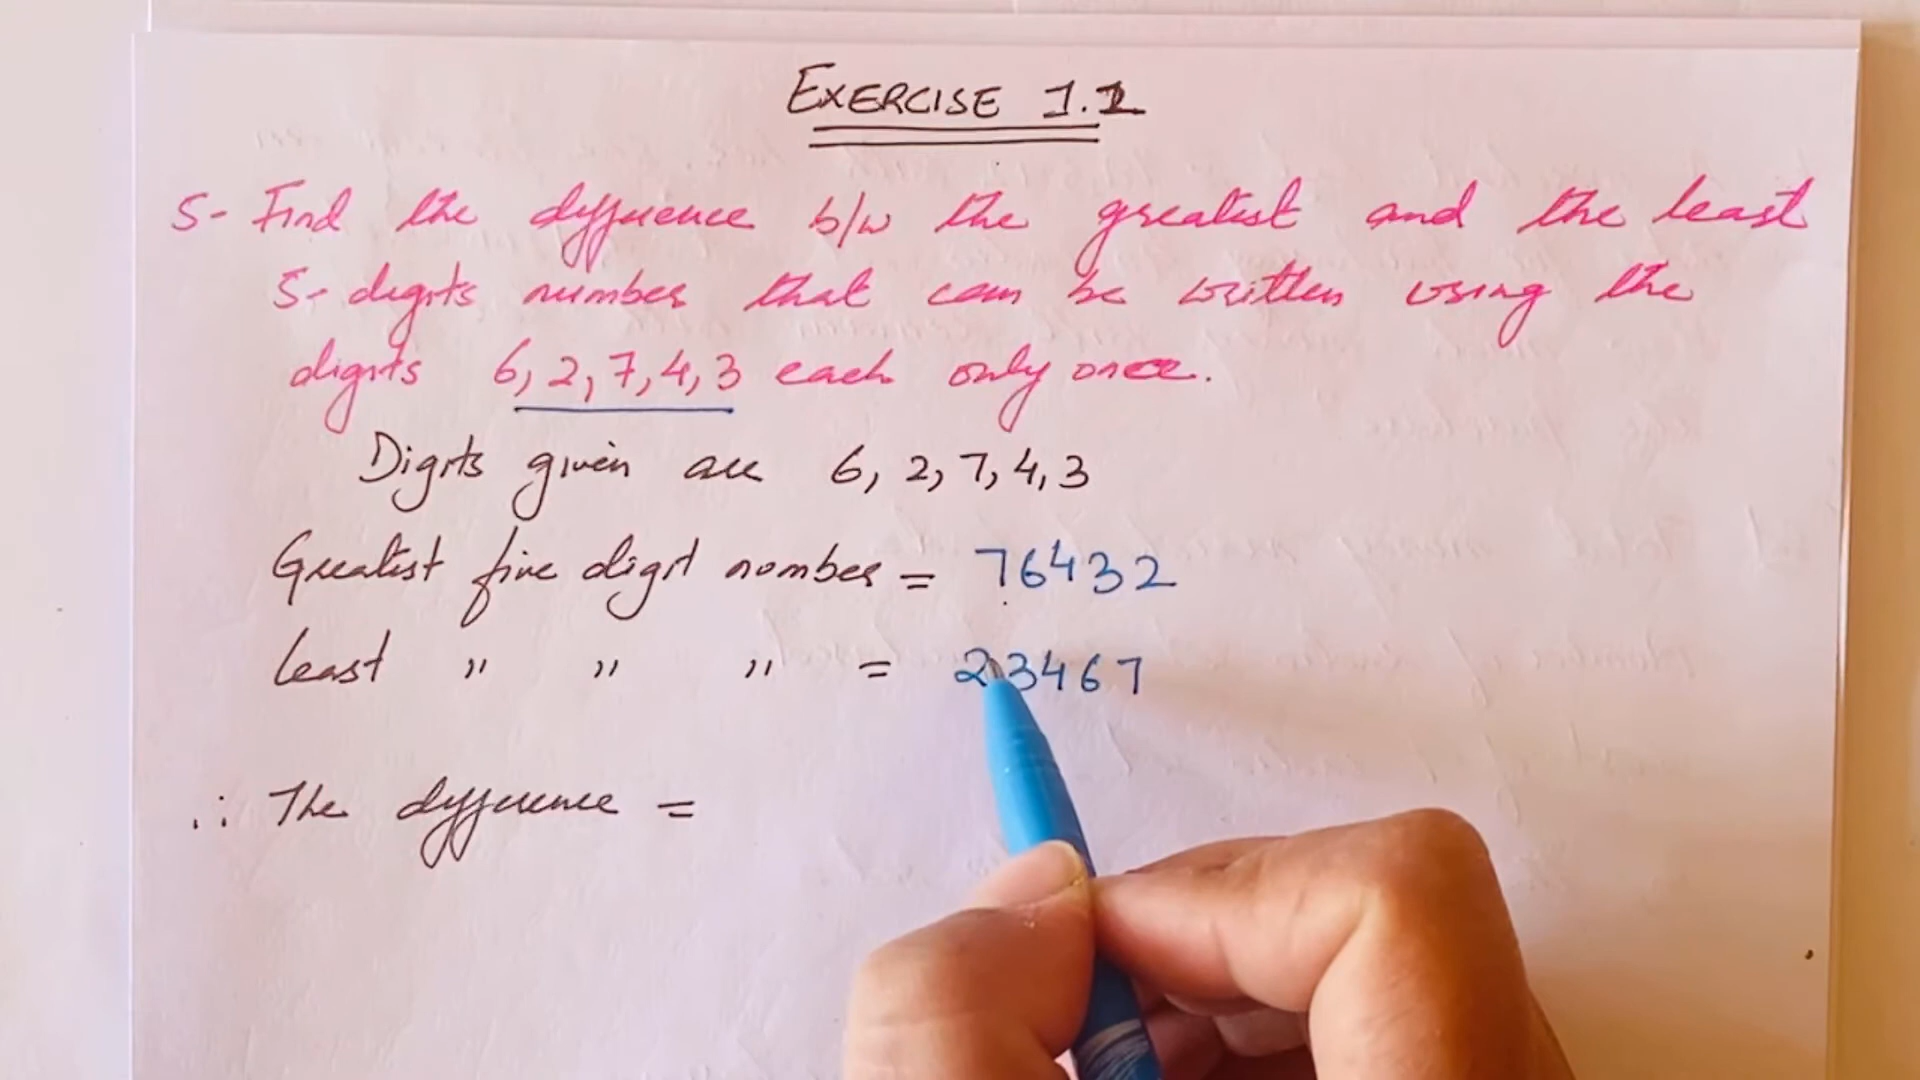 EXERCISE 1.2
5- Find the difference b/w the greatest and the least
5-digits number that can be written using the
digits 6, 2, 7, 4, 3 each only once.
Digits given are 6, 2, 7, 4, 3
Greatest five digit number = 76432
Least " " " = 23467
∴ The difference =